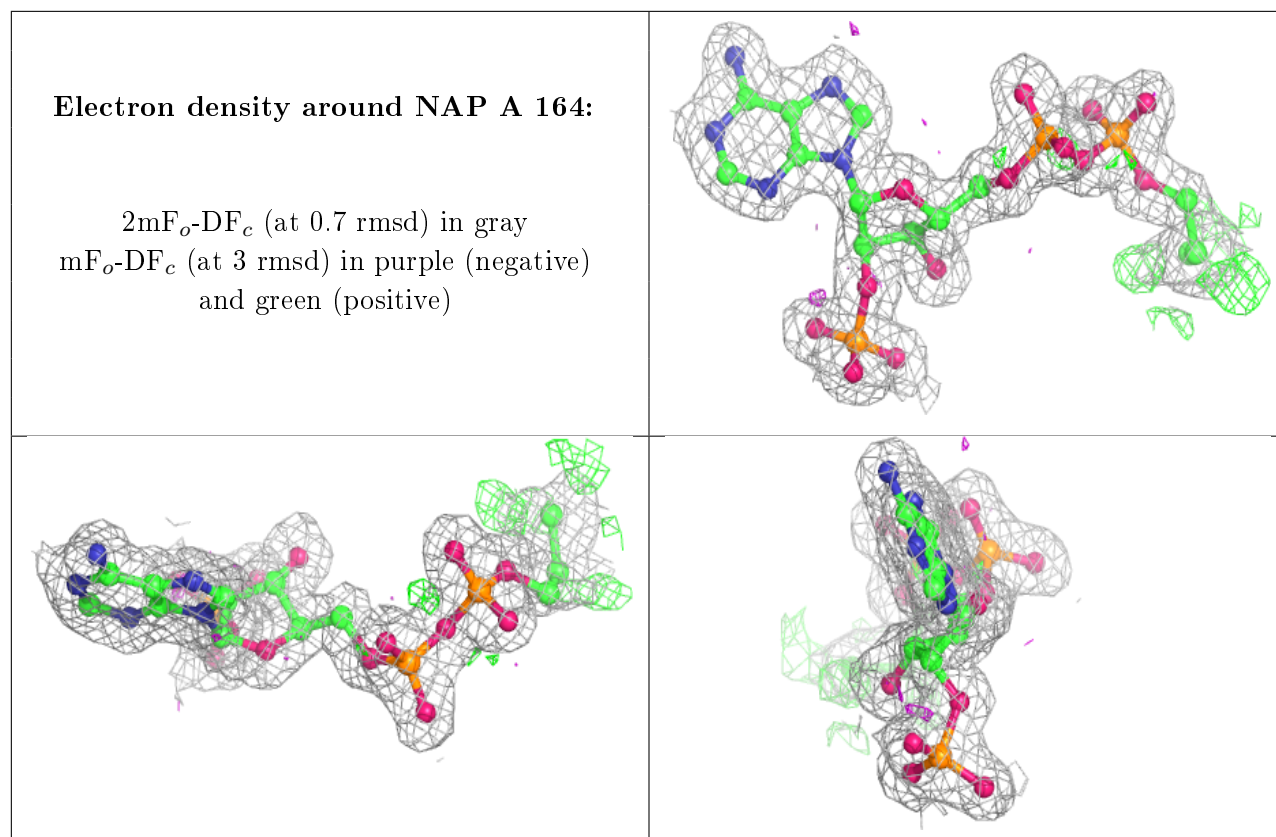 Electron density around NAP A 164:
2mFo-DFc (at 0.7 rmsd) in gray
mFo-DFc (at 3 rmsd) in purple (negative)
and green (positive)